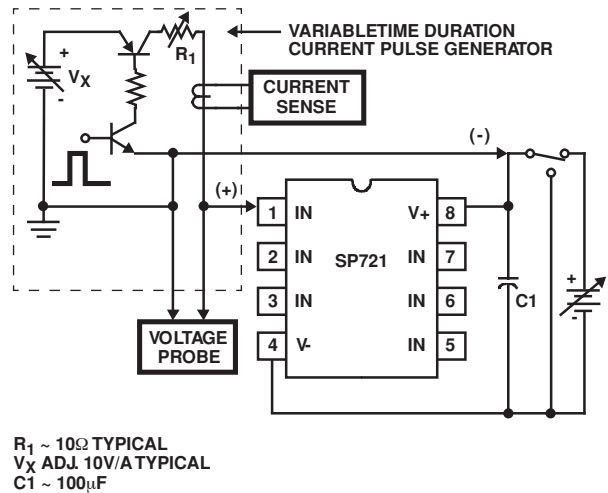 VARIABLETIME DURATION
CURRENT PULSE GENERATOR
+
VX
-
R1
CURRENT
SENSE
(-)
(+)
1 IN
V+ 8
2 IN
SP721
IN 7
3 IN
IN 6
4 V-
IN 5
C1
+
-
VOLTAGE
PROBE
R1 ~ 10Ω TYPICAL
VX ADJ. 10V/A TYPICAL
C1 ~ 100μF